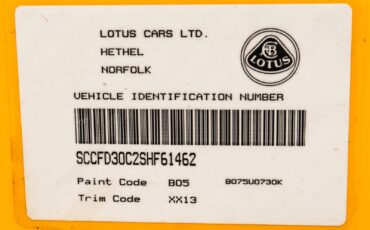 LOTUS CARS LTD.
HETHEL
NORFOLK
LOTUS
VEHICLE IDENTIFICATION NUMBER
SCCFD30C2SHF61462
Paint Code B05 B075U0730K
Trim Code XX13